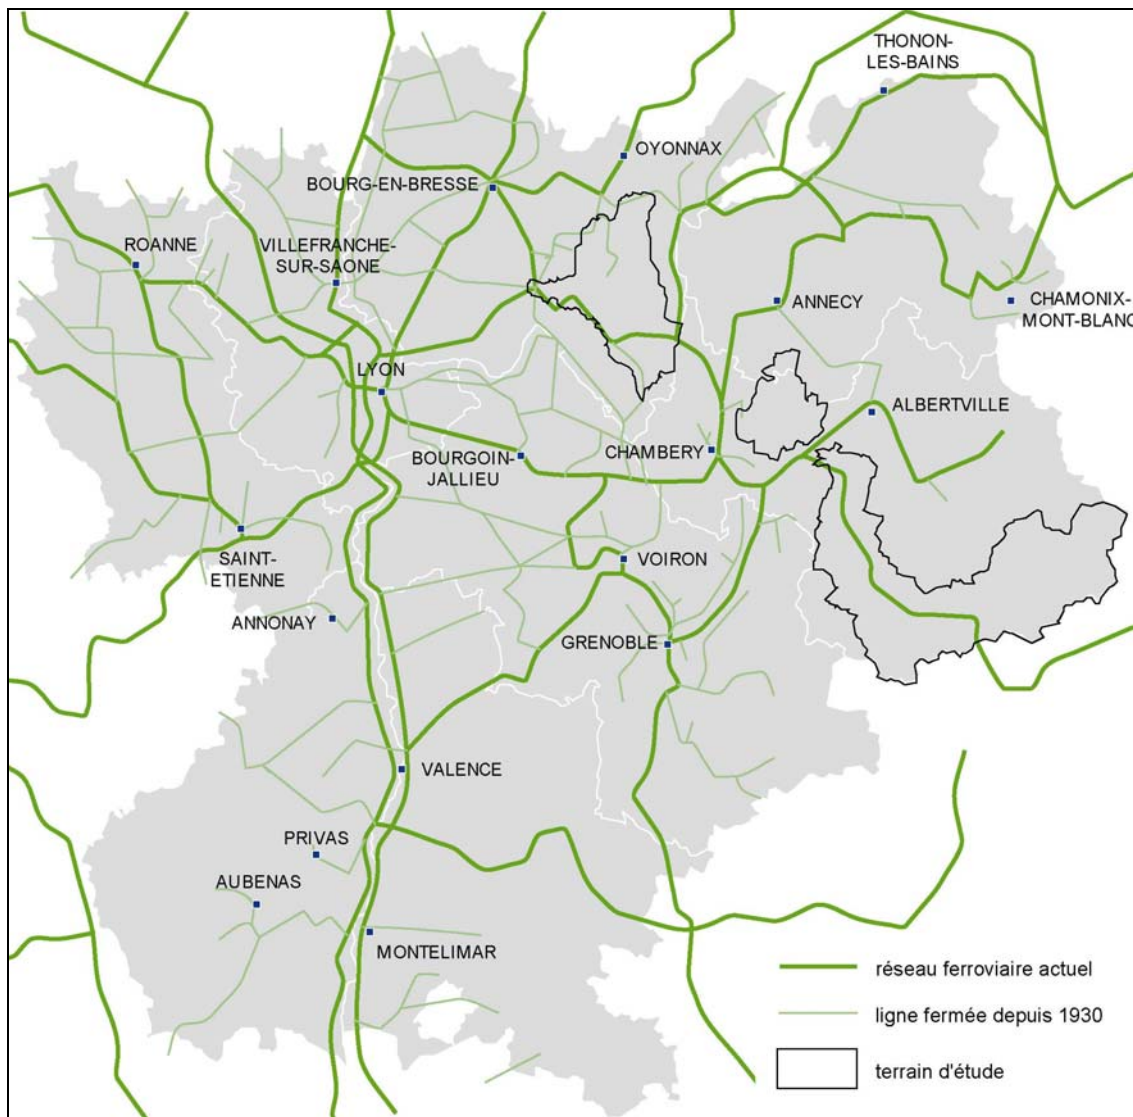 THONON-
LES-BAINS
OYONNAX
BOURG-EN-BRESSE
ROANNE
VILLEFRANCHE-
SUR-SAONE
ANNECY
CHAMONIX-
MONT-BLANC
LYON
ALBERTVILLE
BOURGOIN-
JALLIEU
CHAMBERY
SAINT-
ETIENNE
VOIRON
ANNONAY
GRENOBLE
VALENCE
PRIVAS
AUBENAS
MONTELIMAR
réseau ferroviaire actuel
ligne fermée depuis 1930
terrain d'étude